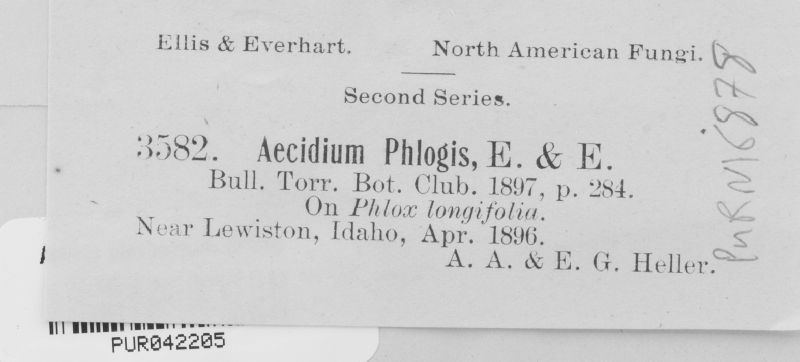 Ellis & Everhart. North American Fungi.
Second Series.
3582. Aecidium Phlogis, E. & E.
Bull. Torr. Bot. Club. 1897, p. 284.
On Phlox longifolia.
Near Lewiston, Idaho, Apr. 1896.
A. A. & E. G. Heller.
PUR N16878
PUR042205